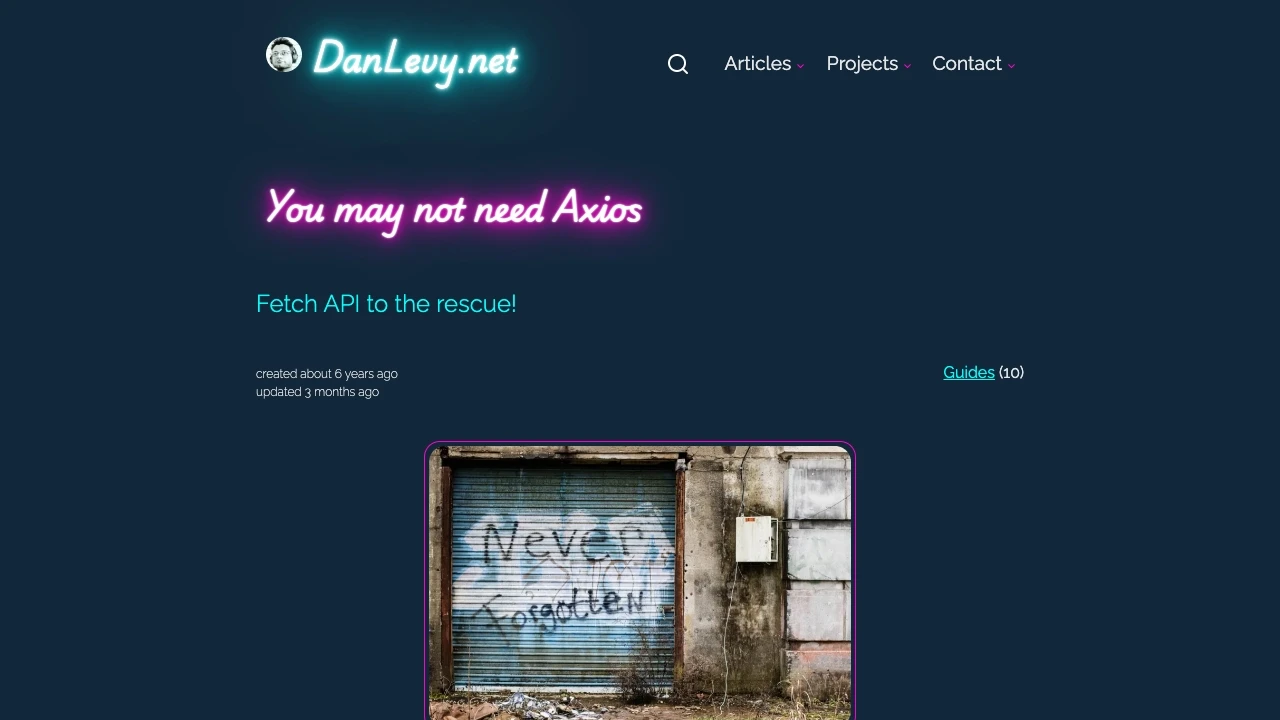 DanLevy.net
Articles Projects Contact
You may not need Axios
Fetch API to the rescue!
created about 6 years ago
updated 3 months ago
Guides (10)
Never
Forgotten